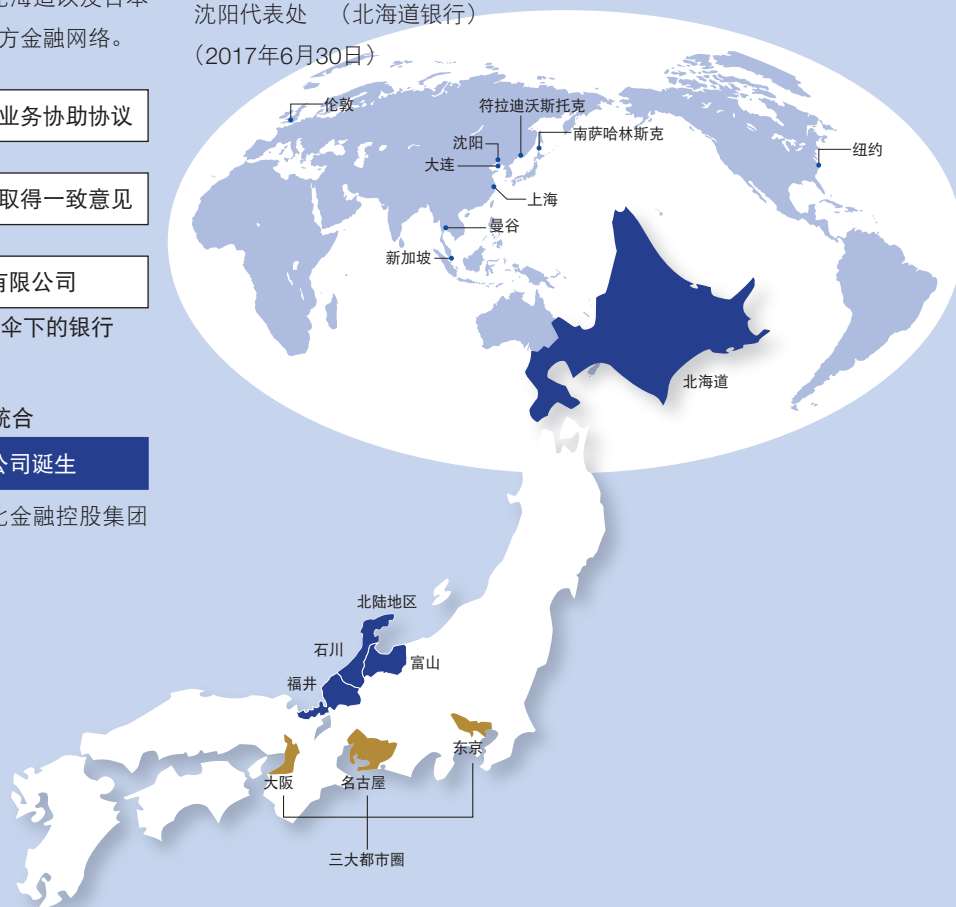 北海道以及日本
方金融网络。
业务协助协议
取得一致意见
有限公司
伞下的银行
统合
公司诞生
北金融控股集团
沈阳代表处 （北海道银行）
（2017年6月30日）
伦敦
符拉迪沃斯托克
南萨哈林斯克
沈阳
大连
纽约
上海
曼谷
新加坡
北海道
北陆地区
石川
富山
福井
东京
大阪
名古屋
三大都市圈